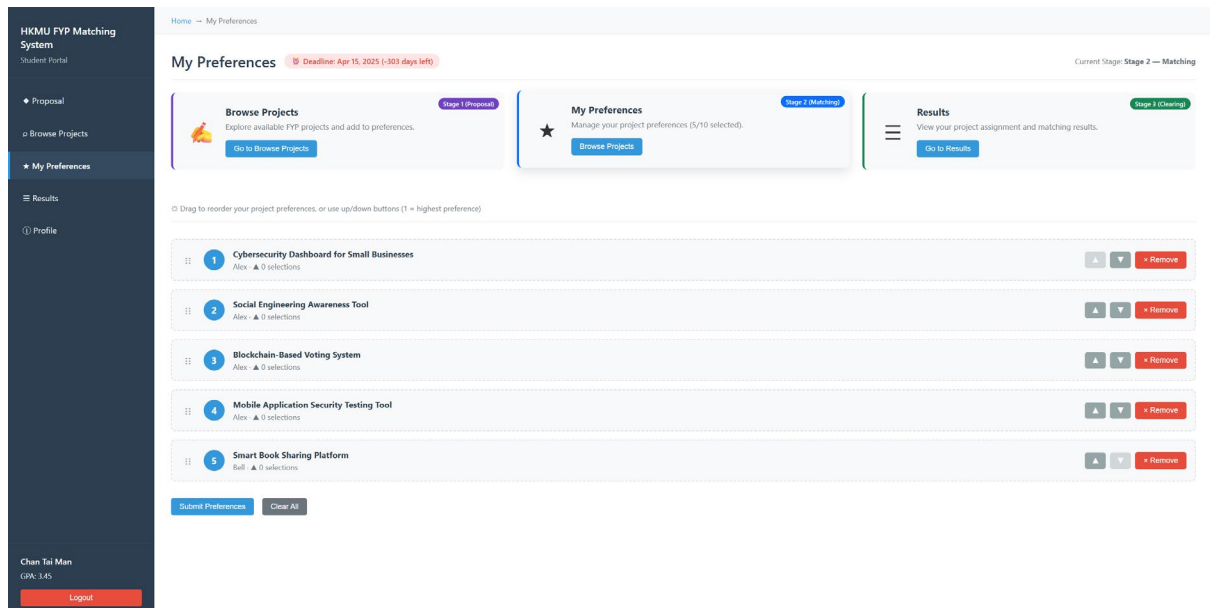 HKMU FYP Matching
System
Student Portal
◆ Proposal
⌕ Browse Projects
★ My Preferences
☰ Results
ⓘ Profile
Chan Tai Man
GPA: 3.45
Logout
Home → My Preferences
My Preferences
⏰ Deadline: Apr 15, 2025 (-303 days left)
Current Stage: Stage 2 — Matching
Stage 1 (Proposal)
Browse Projects
Explore available FYP projects and add to preferences.
Go to Browse Projects
Stage 2 (Matching)
My Preferences
Manage your project preferences (5/10 selected).
Browse Projects
Stage 3 (Clearing)
Results
View your project assignment and matching results.
Go to Results
Drag to reorder your project preferences, or use up/down buttons (1 = highest preference)
1
Cybersecurity Dashboard for Small Businesses
Alex · ▲ 0 selections
▲ ▼ × Remove
2
Social Engineering Awareness Tool
Alex · ▲ 0 selections
▲ ▼ × Remove
3
Blockchain-Based Voting System
Alex · ▲ 0 selections
▲ ▼ × Remove
4
Mobile Application Security Testing Tool
Alex · ▲ 0 selections
▲ ▼ × Remove
5
Smart Book Sharing Platform
Bell · ▲ 0 selections
▲ ▼ × Remove
Submit Preferences
Clear All